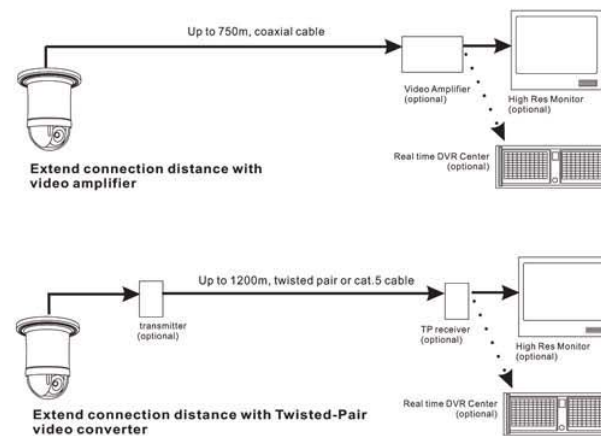 Up to 750m, coaxial cable
Video Amplifier
(optional)
High Res Monitor
(optional)
Real time DVR Center
(optional)
Extend connection distance with
video amplifier
Up to 1200m, twisted pair or cat.5 cable
transmitter
(optional)
TP receiver
(optional)
High Res Monitor
(optional)
Real time DVR Center
(optional)
Extend connection distance with Twisted-Pair
video converter